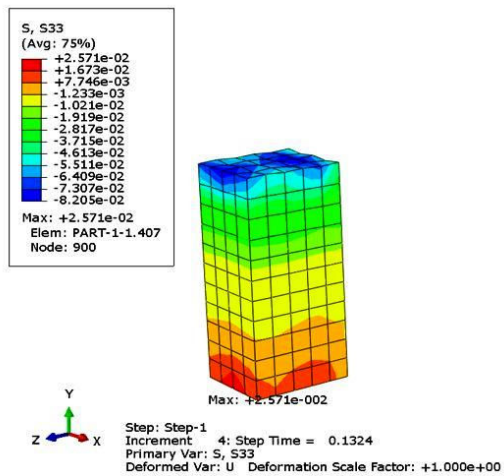 S, S33
(Avg: 75%)
+2.571e-02
+1.673e-02
+7.746e-03
-1.233e-03
-1.021e-02
-1.919e-02
-2.817e-02
-3.715e-02
-4.613e-02
-5.511e-02
-6.409e-02
-7.307e-02
-8.205e-02
Max: +2.571e-02
Elem: PART-1-1.407
Node: 900
Max: +2.571e-002
Y
Z
X
Step: Step-1
Increment 4: Step Time = 0.1324
Primary Var: S, S33
Deformed Var: U Deformation Scale Factor: +1.000e+00